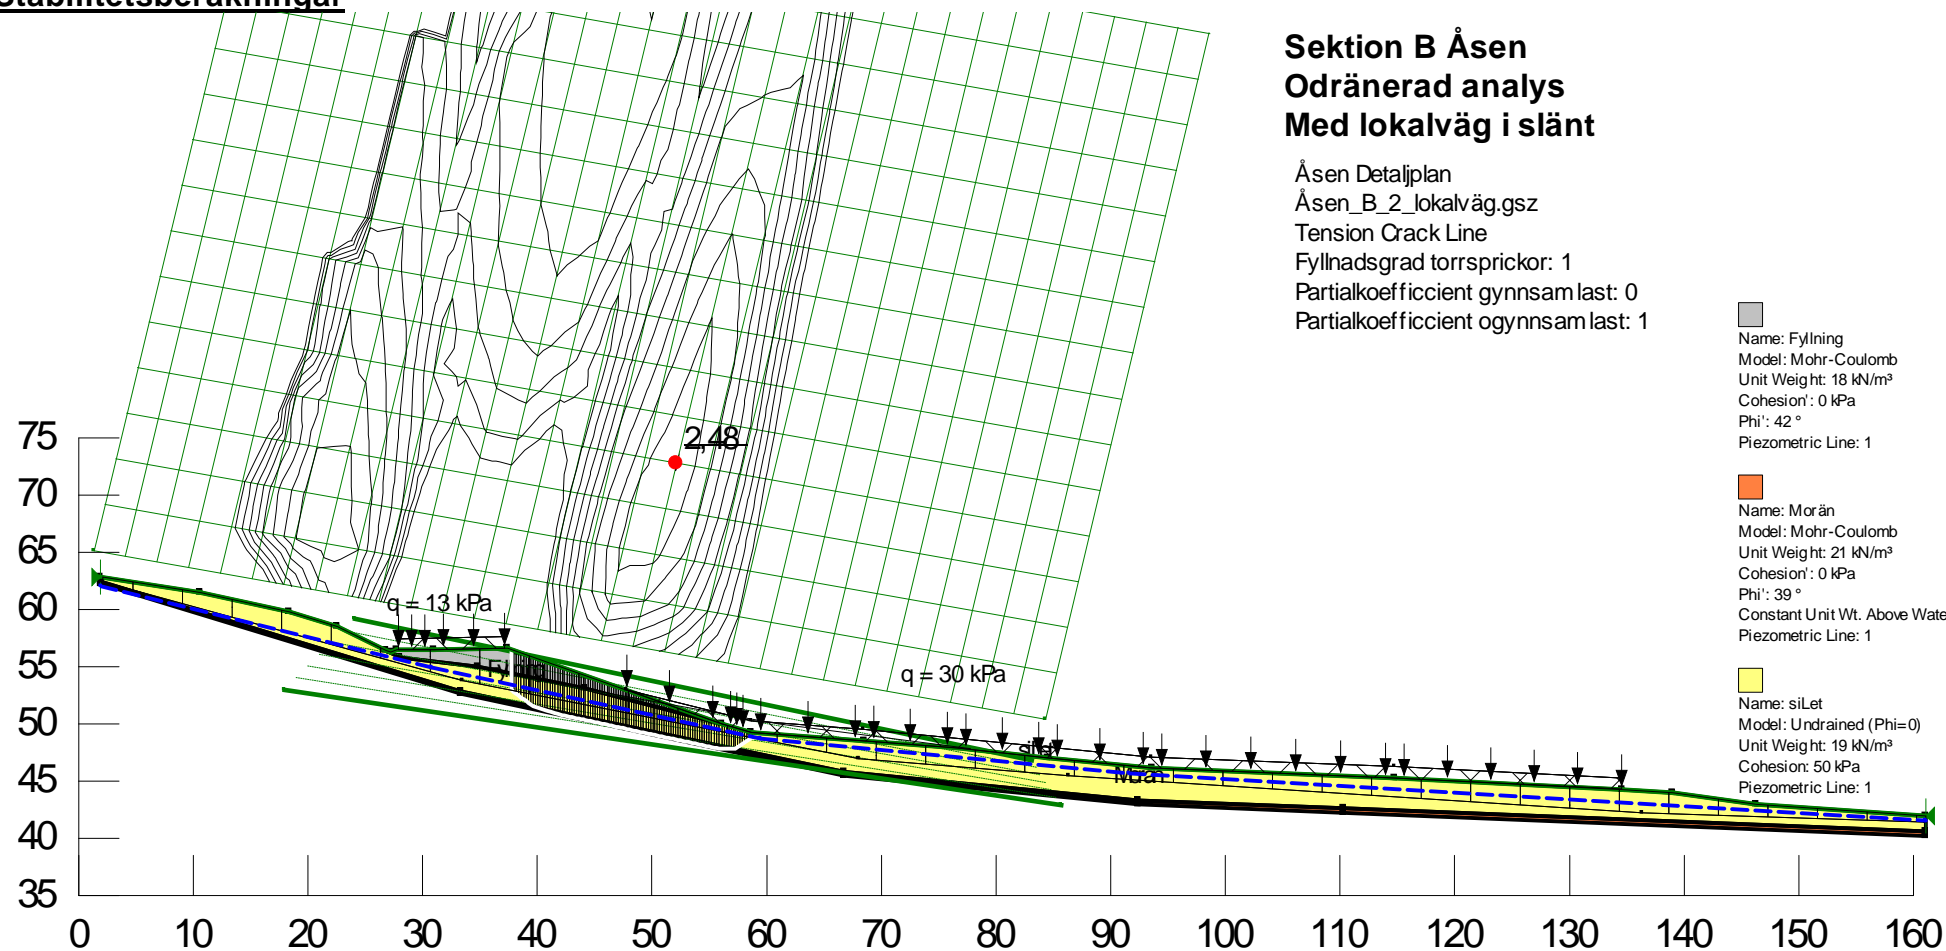 Stabilitetsberäkningar
Sektion B Åsen
Odränerad analys
Med lokalväg i slänt
Åsen Detaljplan
Åsen_B_2_lokalväg.gsz
Tension Crack Line
Fyllnadsgrad torrsprickor: 1
Partialkoefficcient gynnsam last: 0
Partialkoefficcient ogynnsam last: 1
Name: Fyllning
Model: Mohr-Coulomb
Unit Weight: 18 kN/m³
Cohesion': 0 kPa
Phi': 42 °
Piezometric Line: 1
Name: Morän
Model: Mohr-Coulomb
Unit Weight: 21 kN/m³
Cohesion': 0 kPa
Phi': 39 °
Constant Unit Wt. Above Wate
Piezometric Line: 1
Name: siLet
Model: Undrained (Phi=0)
Unit Weight: 19 kN/m³
Cohesion: 50 kPa
Piezometric Line: 1
2,48
q = 13 kPa
q = 30 kPa
75
70
65
60
55
50
45
40
35
0 10 20 30 40 50 60 70 80 90 100 110 120 130 140 150 160